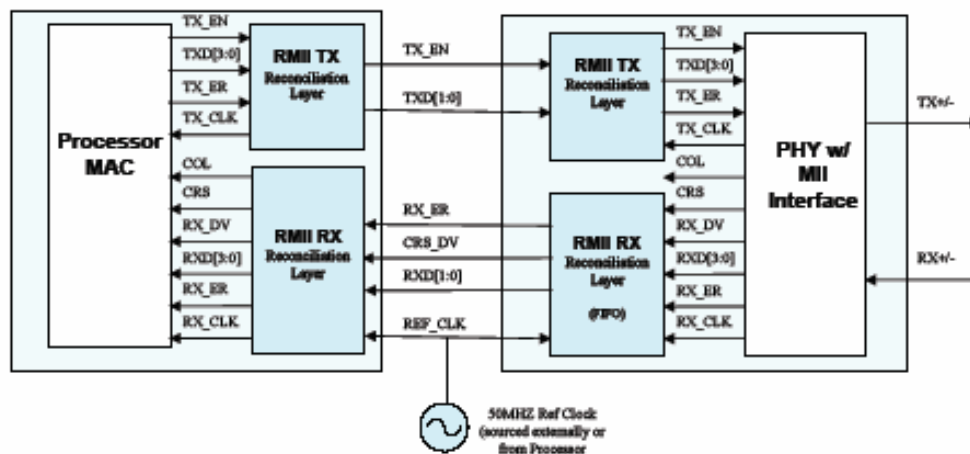 TX_EN
TXD[3:0]
TX_ER
TX_CLK
Processor
MAC
COL
CRS
RX_DV
RXD[3:0]
RX_ER
RX_CLK
RMII TX
Reconciliation
Layer
RMII RX
Reconciliation
Layer
TX_EN
TXD[1:0]
RX_ER
CRS_DV
RXD[1:0]
REF_CLK
RMII TX
Reconciliation
Layer
RMII RX
Reconciliation
Layer
(FIFO)
TX_EN
TXD[3:0]
TX_ER
TX_CLK
COL
CRS
RX_DV
RXD[3:0]
RX_ER
RX_CLK
PHY w/
MII
Interface
TX+/-
RX+/-
50MHZ Ref Clock
(sourced externally or
from Processor